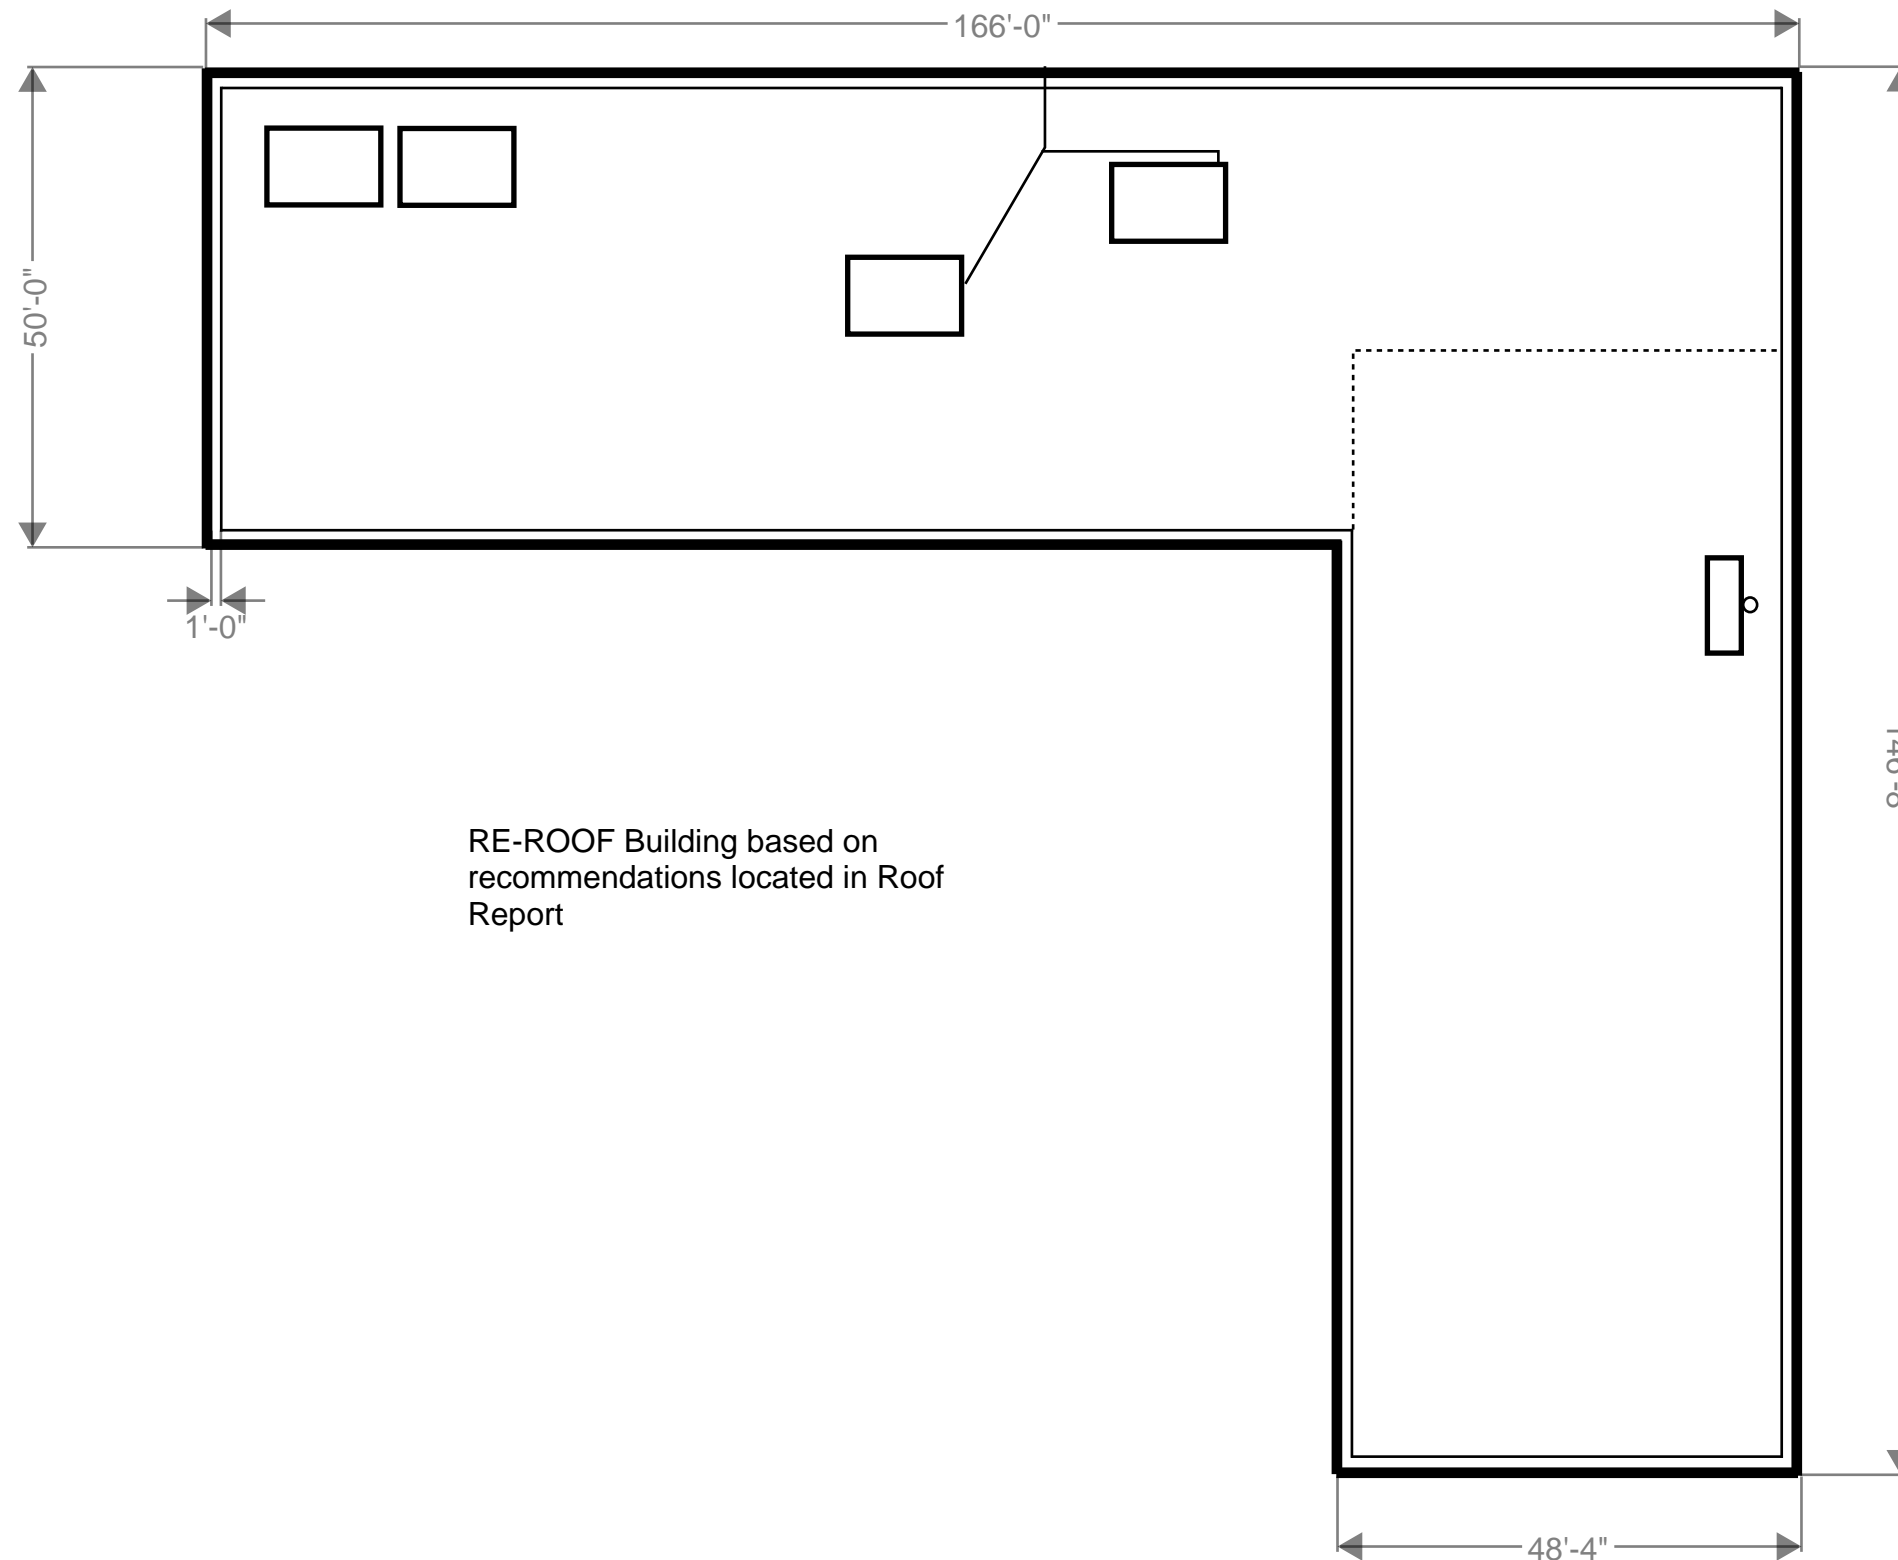 166'-0"
50'-0"
1'-0"
RE-ROOF Building based on
recommendations located in Roof
Report
48'-4"